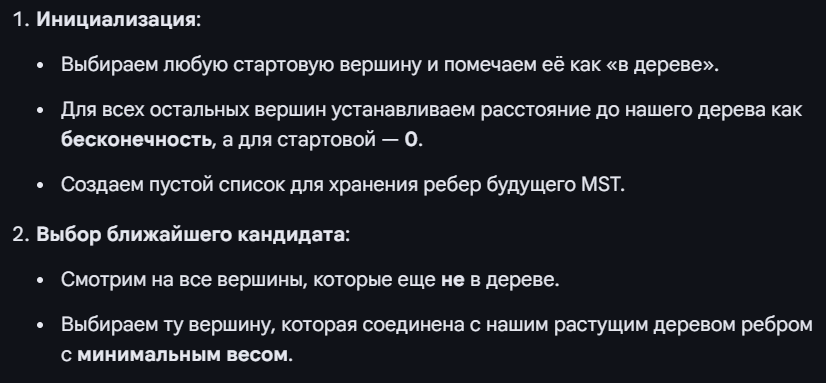 1. Инициализация:
• Выбираем любую стартовую вершину и помечаем её как «в дереве».
• Для всех остальных вершин устанавливаем расстояние до нашего дерева как
бесконечность, а для стартовой — 0.
• Создаем пустой список для хранения ребер будущего MST.
2. Выбор ближайшего кандидата:
• Смотрим на все вершины, которые еще не в дереве.
• Выбираем ту вершину, которая соединена с нашим растущим деревом ребром
с минимальным весом.